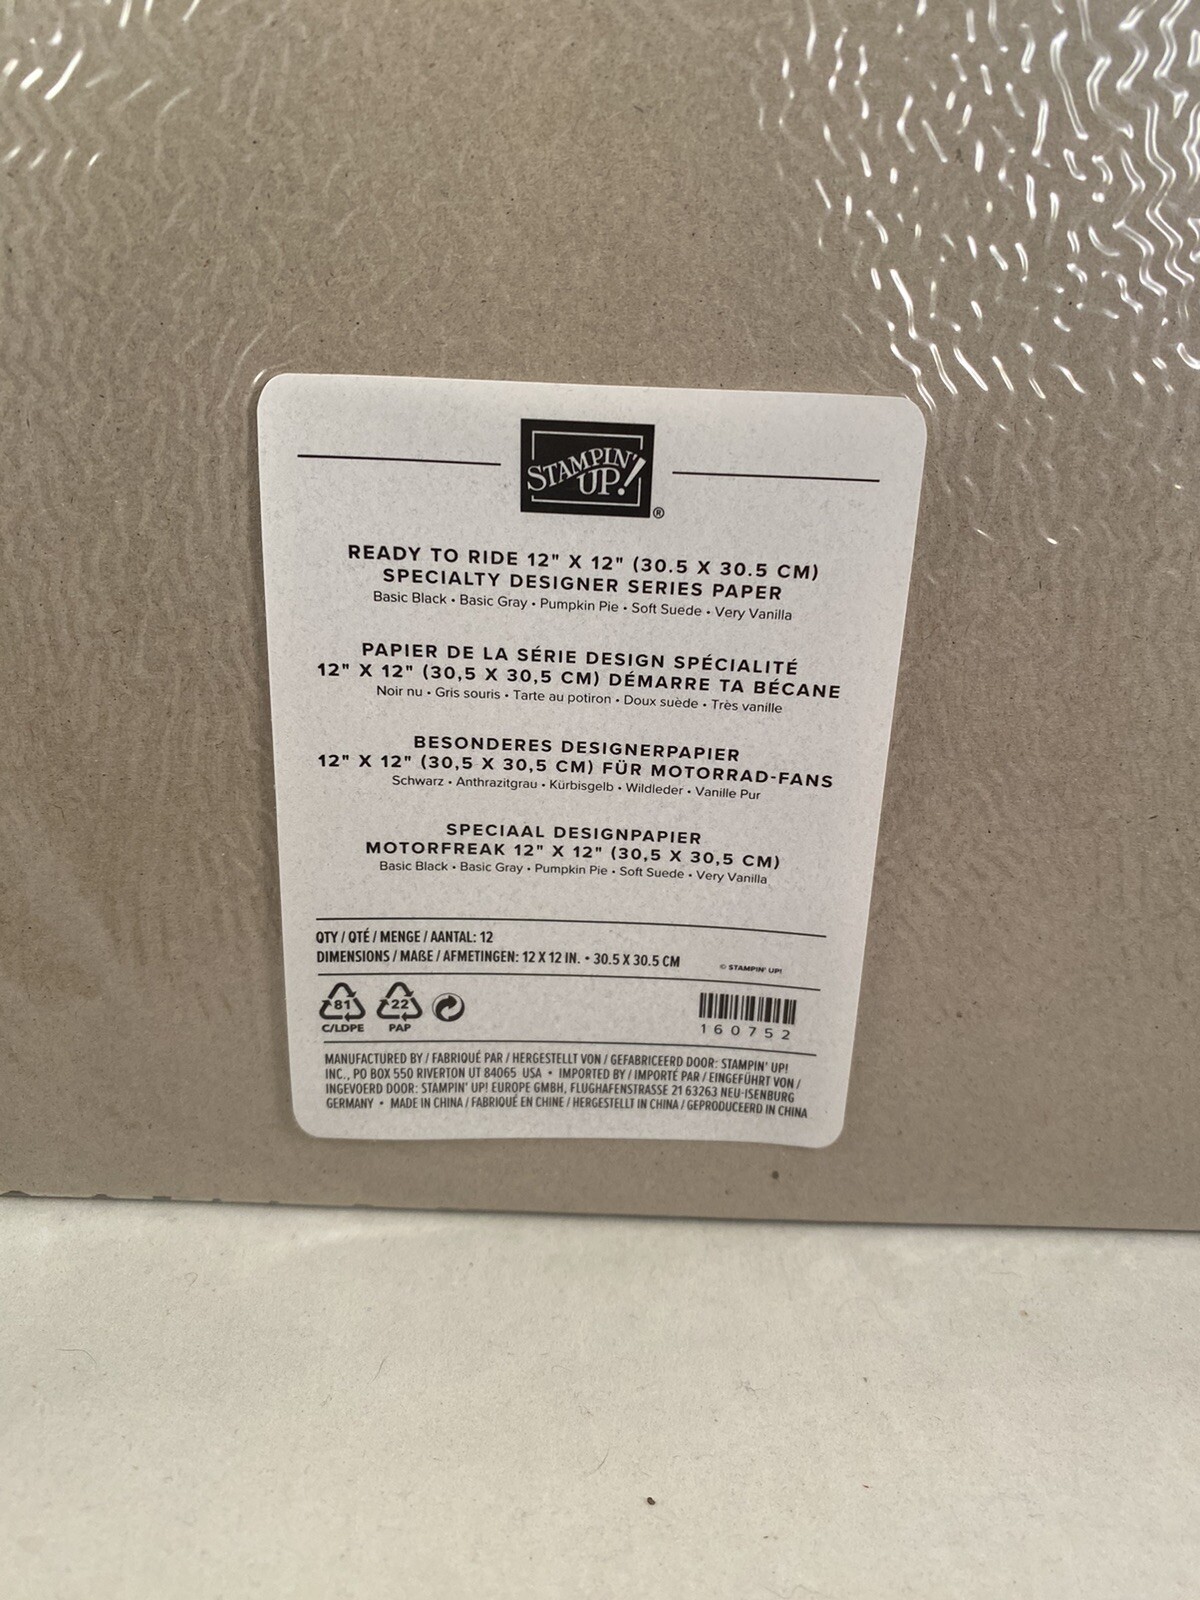 STAMPIN' UP! ®
READY TO RIDE 12" X 12" (30.5 X 30.5 CM)
SPECIALTY DESIGNER SERIES PAPER
Basic Black • Basic Gray • Pumpkin Pie • Soft Suede • Very Vanilla
PAPIER DE LA SÉRIE DESIGN SPÉCIALITÉ
12" X 12" (30,5 X 30,5 CM) DÉMARRE TA BÉCANE
Noir nu • Gris souris • Tarte au potiron • Doux suède • Très vanille
BESONDERES DESIGNERPAPIER
12" X 12" (30,5 X 30,5 CM) FÜR MOTORRAD-FANS
Schwarz • Anthrazitgrau • Kürbisgelb • Wildleder • Vanille Pur
SPECIAAL DESIGNPAPIER
MOTORFREAK 12" X 12" (30,5 X 30,5 CM)
Basic Black • Basic Gray • Pumpkin Pie • Soft Suede • Very Vanilla
QTY / QTÉ / MENGE / AANTAL: 12
DIMENSIONS / MAßE / AFMETINGEN: 12 X 12 IN. • 30.5 X 30.5 CM
© STAMPIN' UP!
81 22
C/LDPE PAP
160752
MANUFACTURED BY / FABRIQUÉ PAR / HERGESTELLT VON / GEFABRICEERD DOOR: STAMPIN' UP!
INC., PO BOX 550 RIVERTON UT 84065 USA • IMPORTED BY / IMPORTÉ PAR / EINGEFÜHRT VON /
INGEVOERD DOOR: STAMPIN' UP! EUROPE GMBH, FLUGHAFENSTRASSE 21 63263 NEU-ISENBURG
GERMANY • MADE IN CHINA / FABRIQUÉ EN CHINE / HERGESTELLT IN CHINA / GEPRODUCEERD IN CHINA